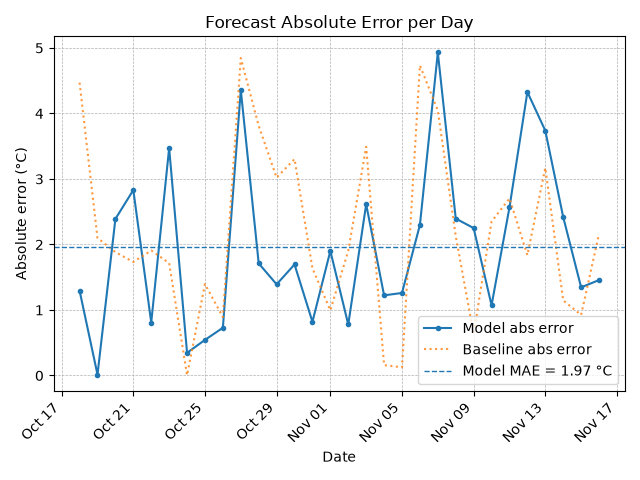 Forecast Absolute Error per Day
Absolute error (°C)
5
4
3
2
1
0
Model abs error
Baseline abs error
Model MAE = 1.97 °C
Oct 17
Oct 21
Oct 25
Oct 29
Nov 01
Nov 05
Nov 09
Nov 13
Nov 17
Date